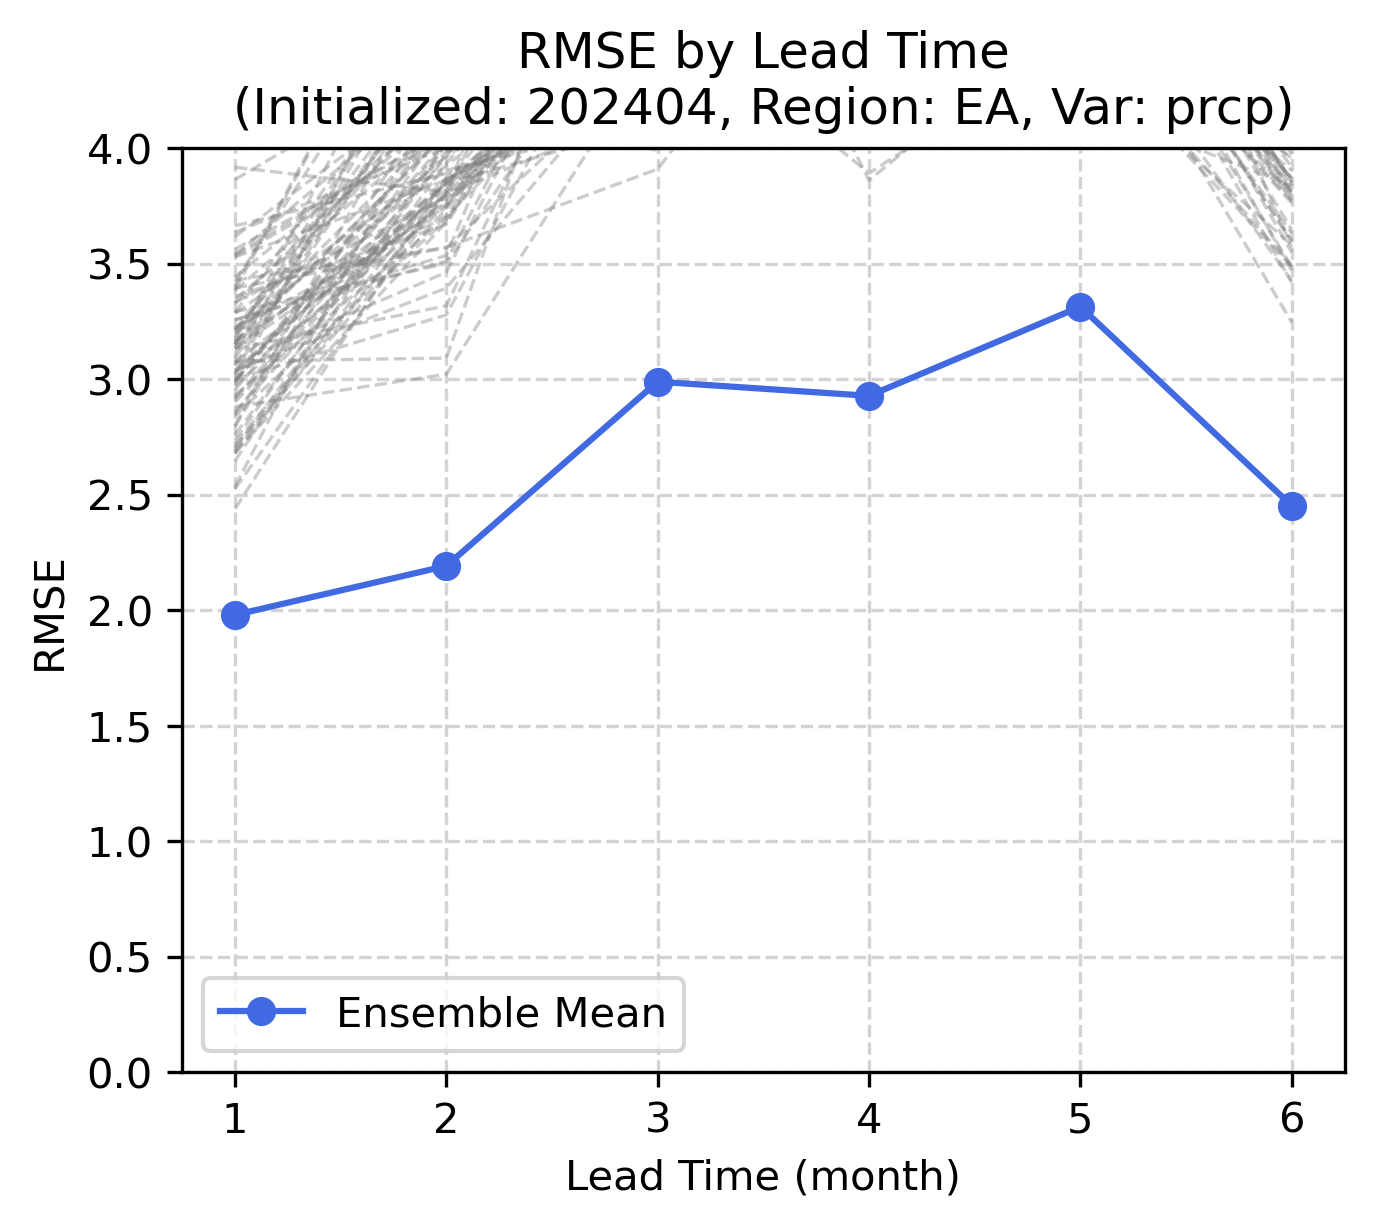 RMSE by Lead Time
(Initialized: 202404, Region: EA, Var: prcp)
4.0
3.5
3.0
2.5
2.0
1.5
1.0
0.5
0.0
RMSE
Ensemble Mean
1 2 3 4 5 6
Lead Time (month)